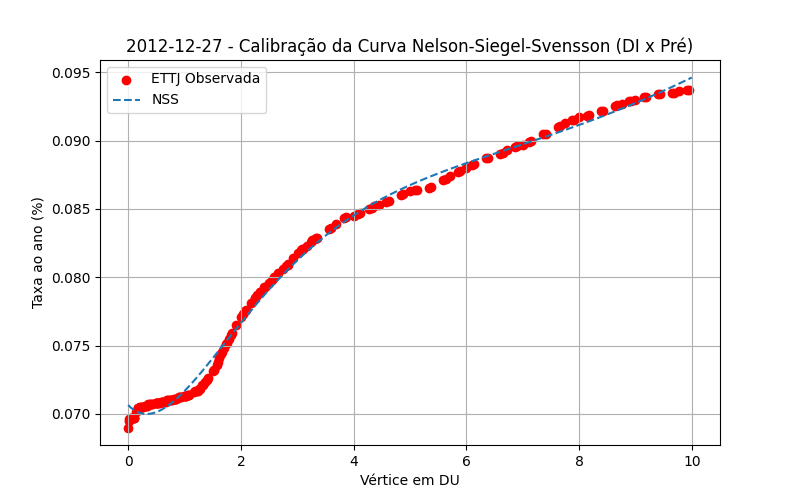 2012-12-27 - Calibração da Curva Nelson-Siegel-Svensson (DI x Pré)
ETTJ Observada
NSS
Taxa ao ano (%)
0.095
0.090
0.085
0.080
0.075
0.070
0 2 4 6 8 10
Vértice em DU